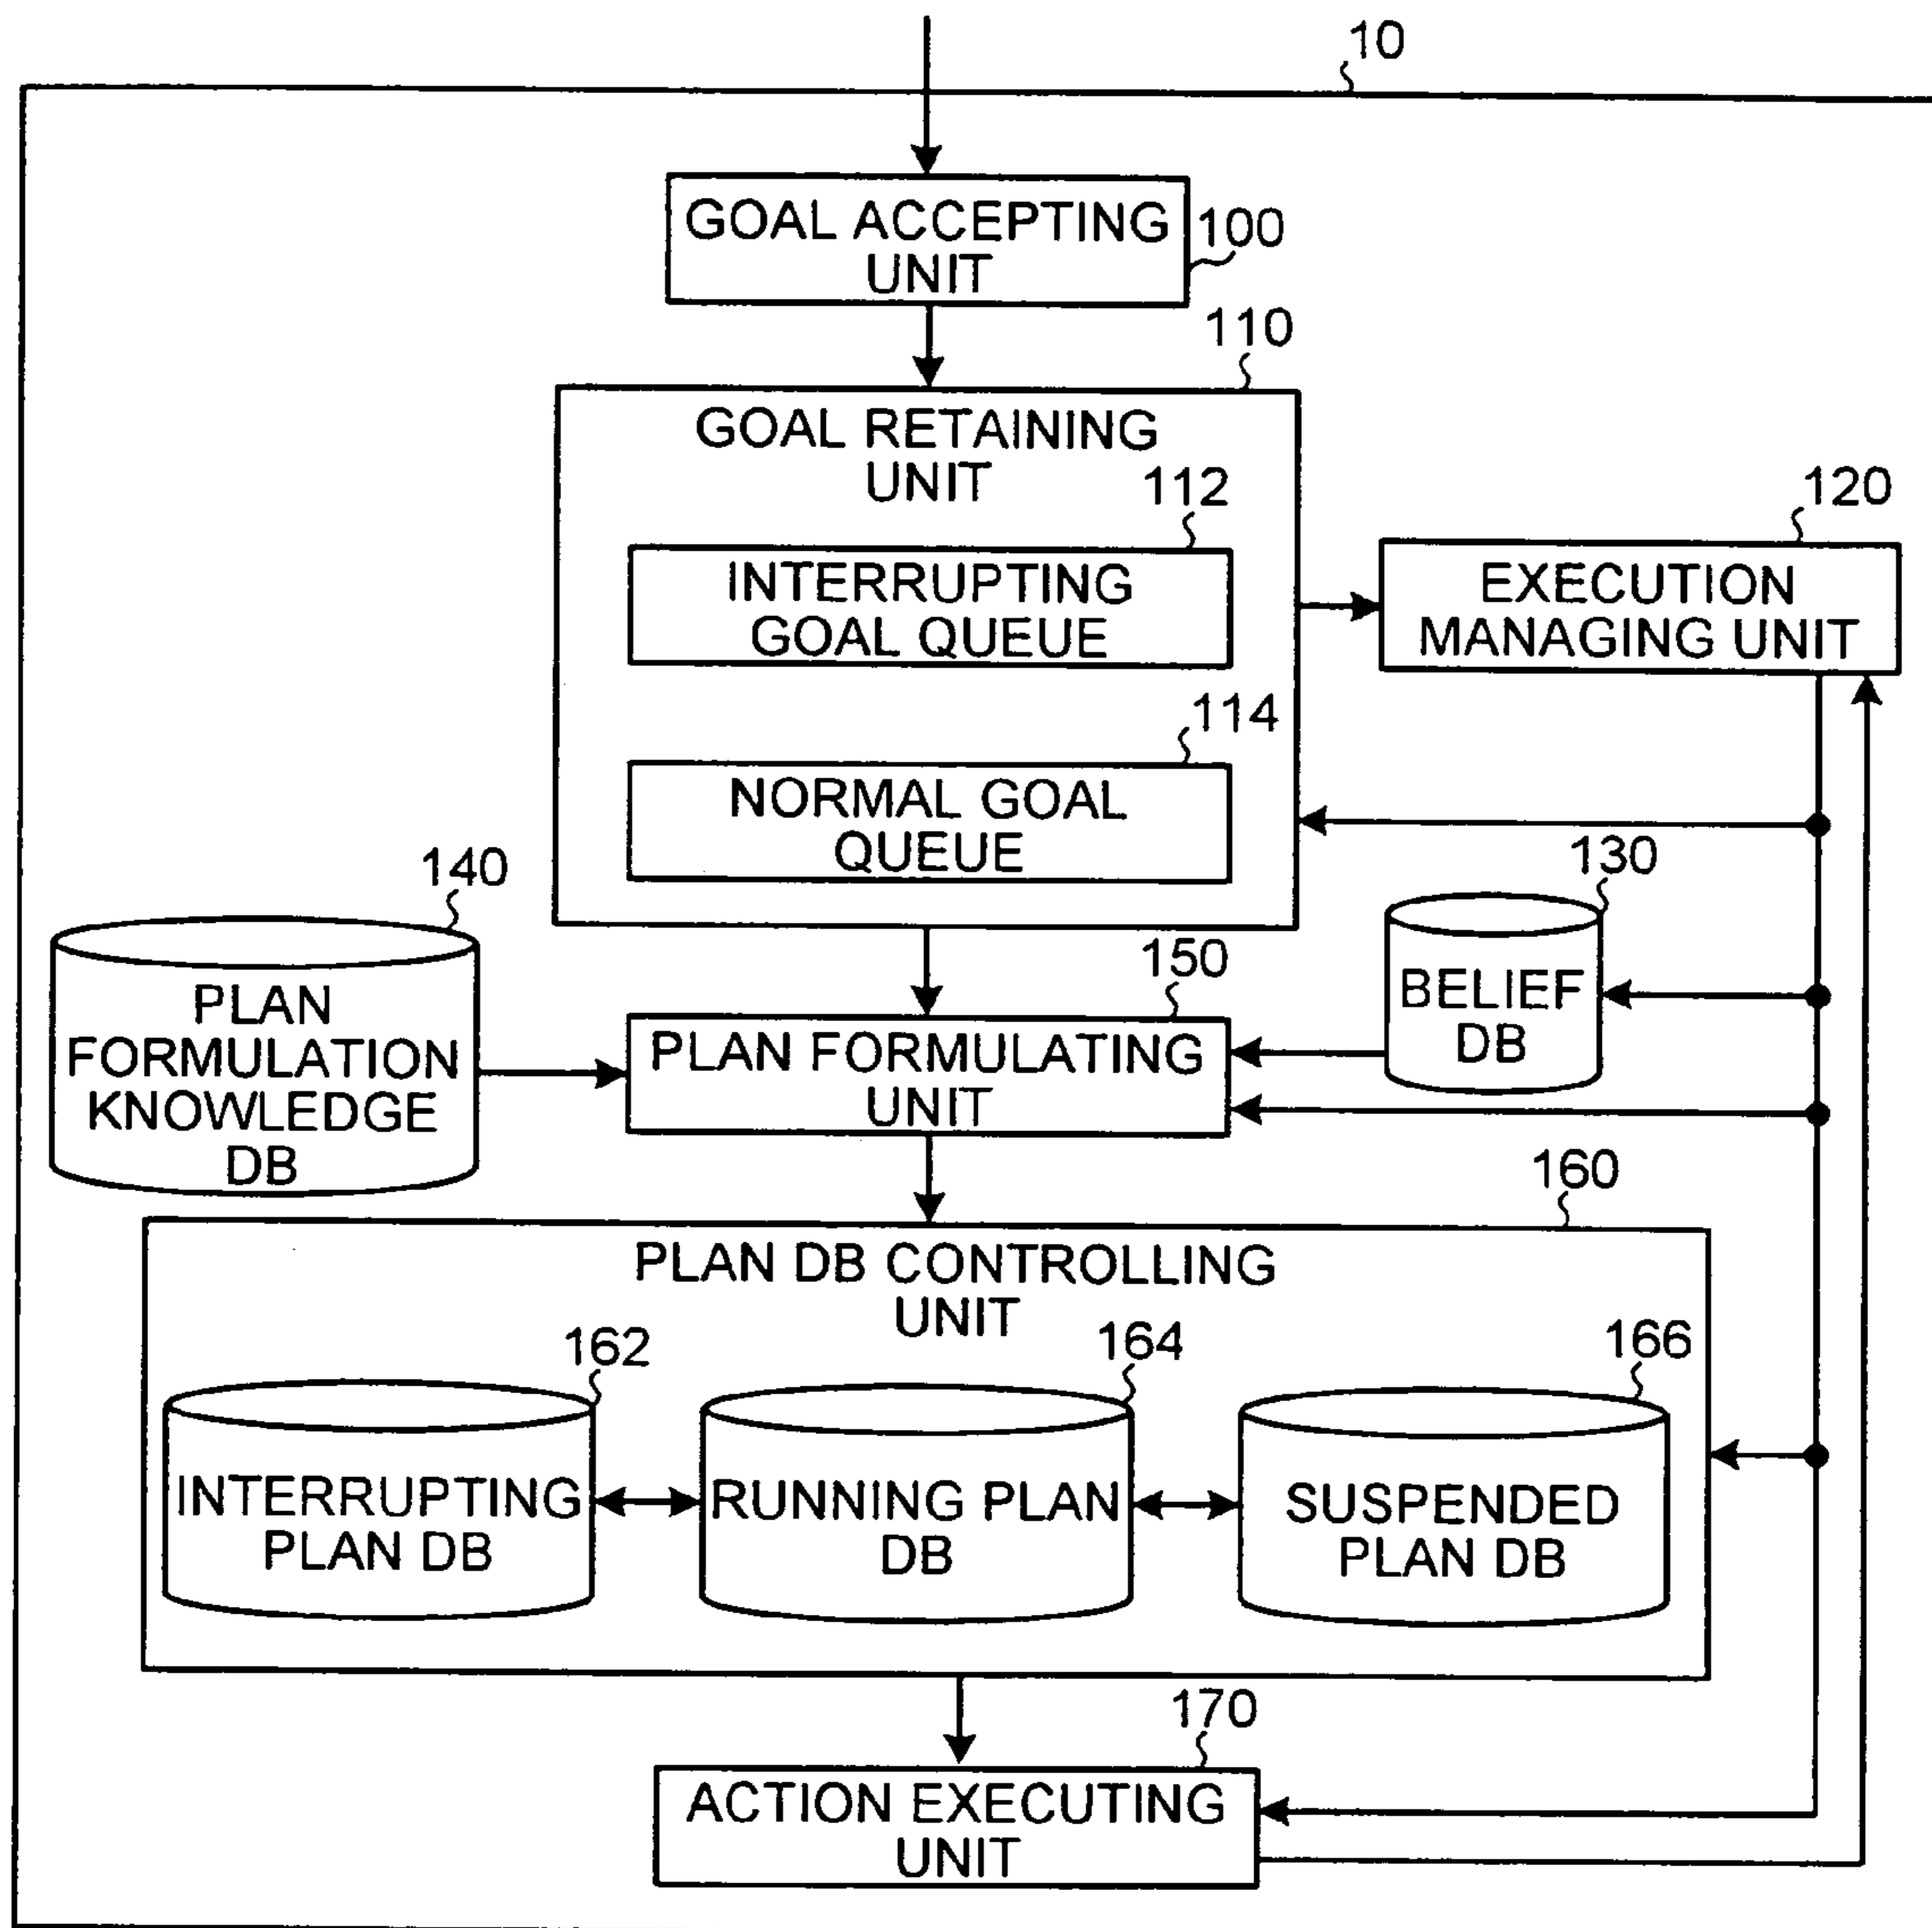 10
GOAL ACCEPTING
UNIT
100
110
GOAL RETAINING
UNIT
112
INTERRUPTING
GOAL QUEUE
120
EXECUTION
MANAGING UNIT
114
NORMAL GOAL
QUEUE
130
BELIEF
DB
140
PLAN
FORMULATION
KNOWLEDGE
DB
150
PLAN FORMULATING
UNIT
160
PLAN DB CONTROLLING
UNIT
162
INTERRUPTING
PLAN DB
164
RUNNING PLAN
DB
166
SUSPENDED
PLAN DB
170
ACTION EXECUTING
UNIT